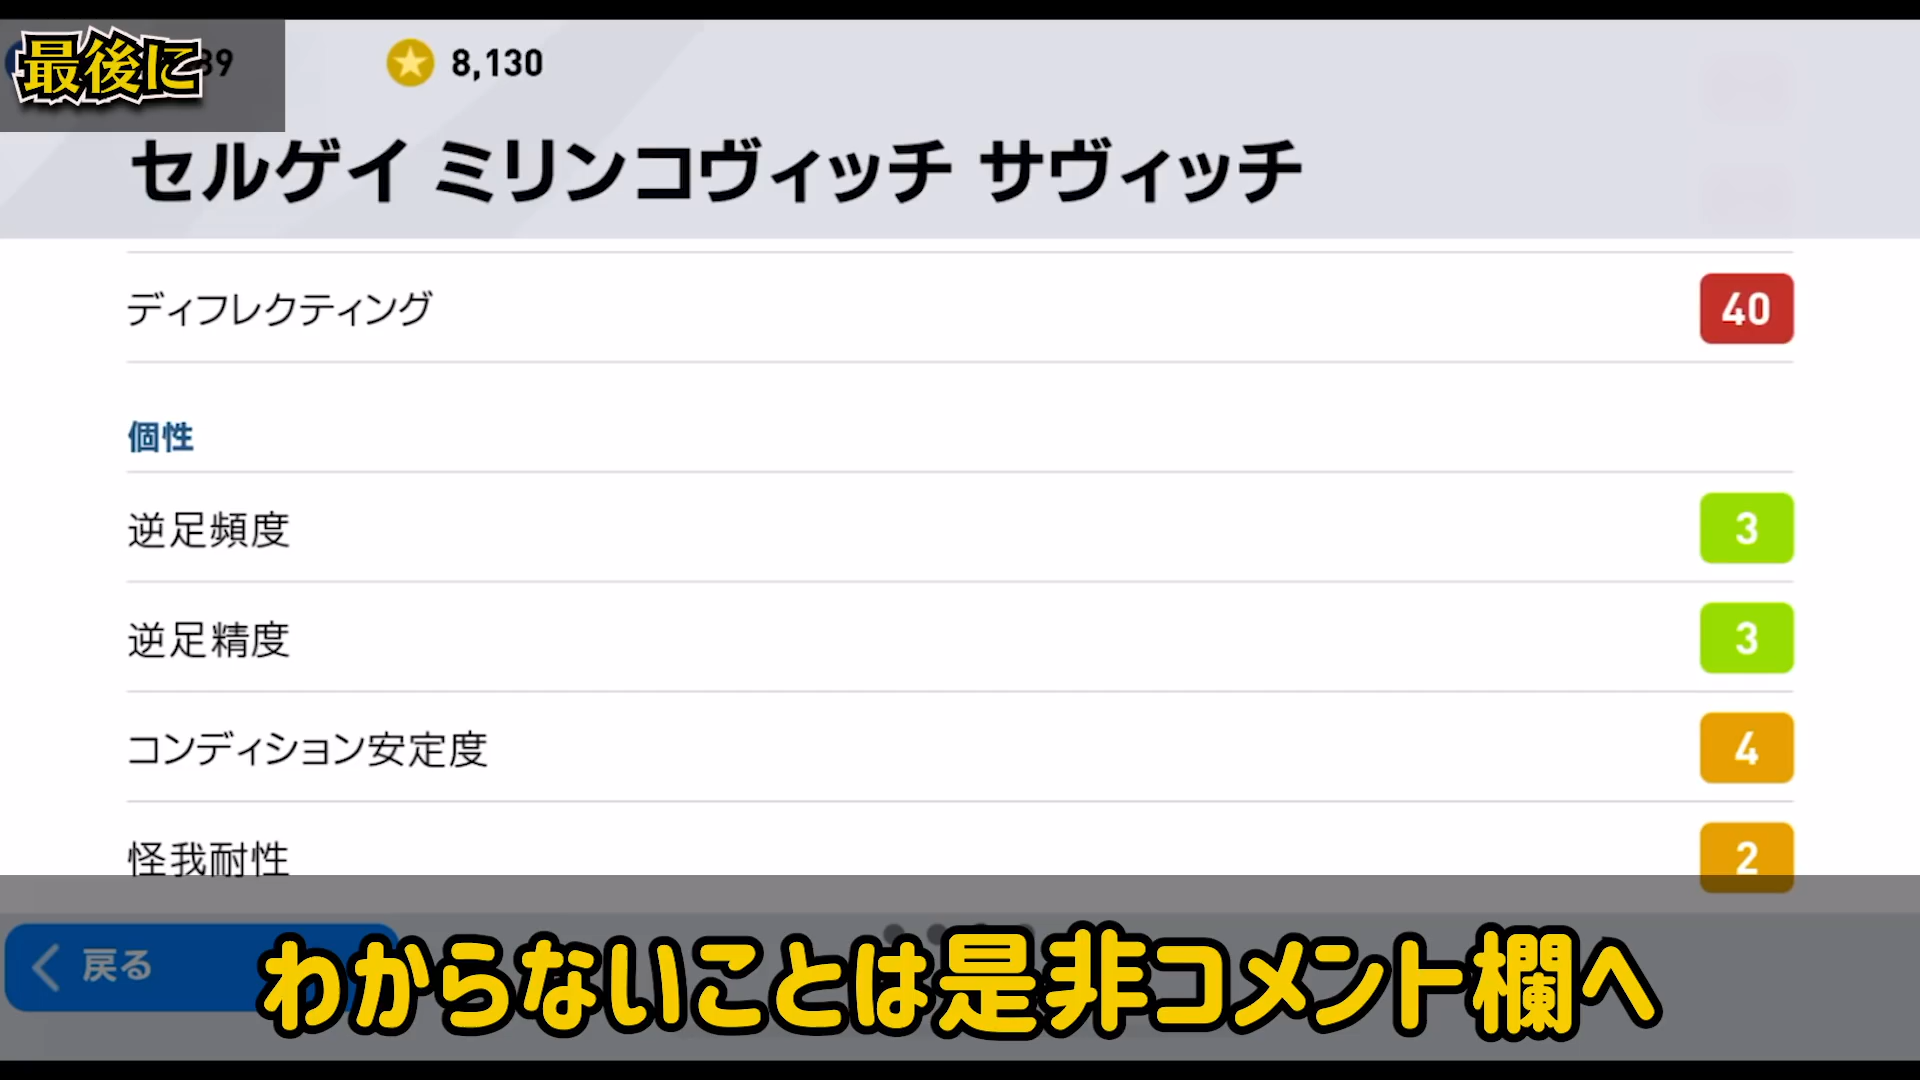 最後に
39
8,130
セルゲイ ミリンコヴィッチ サヴィッチ
ディフレクティング 40
個性
逆足頻度 3
逆足精度 3
コンディション安定度 4
怪我耐性 2
戻る
わからないことは是非コメント欄へ